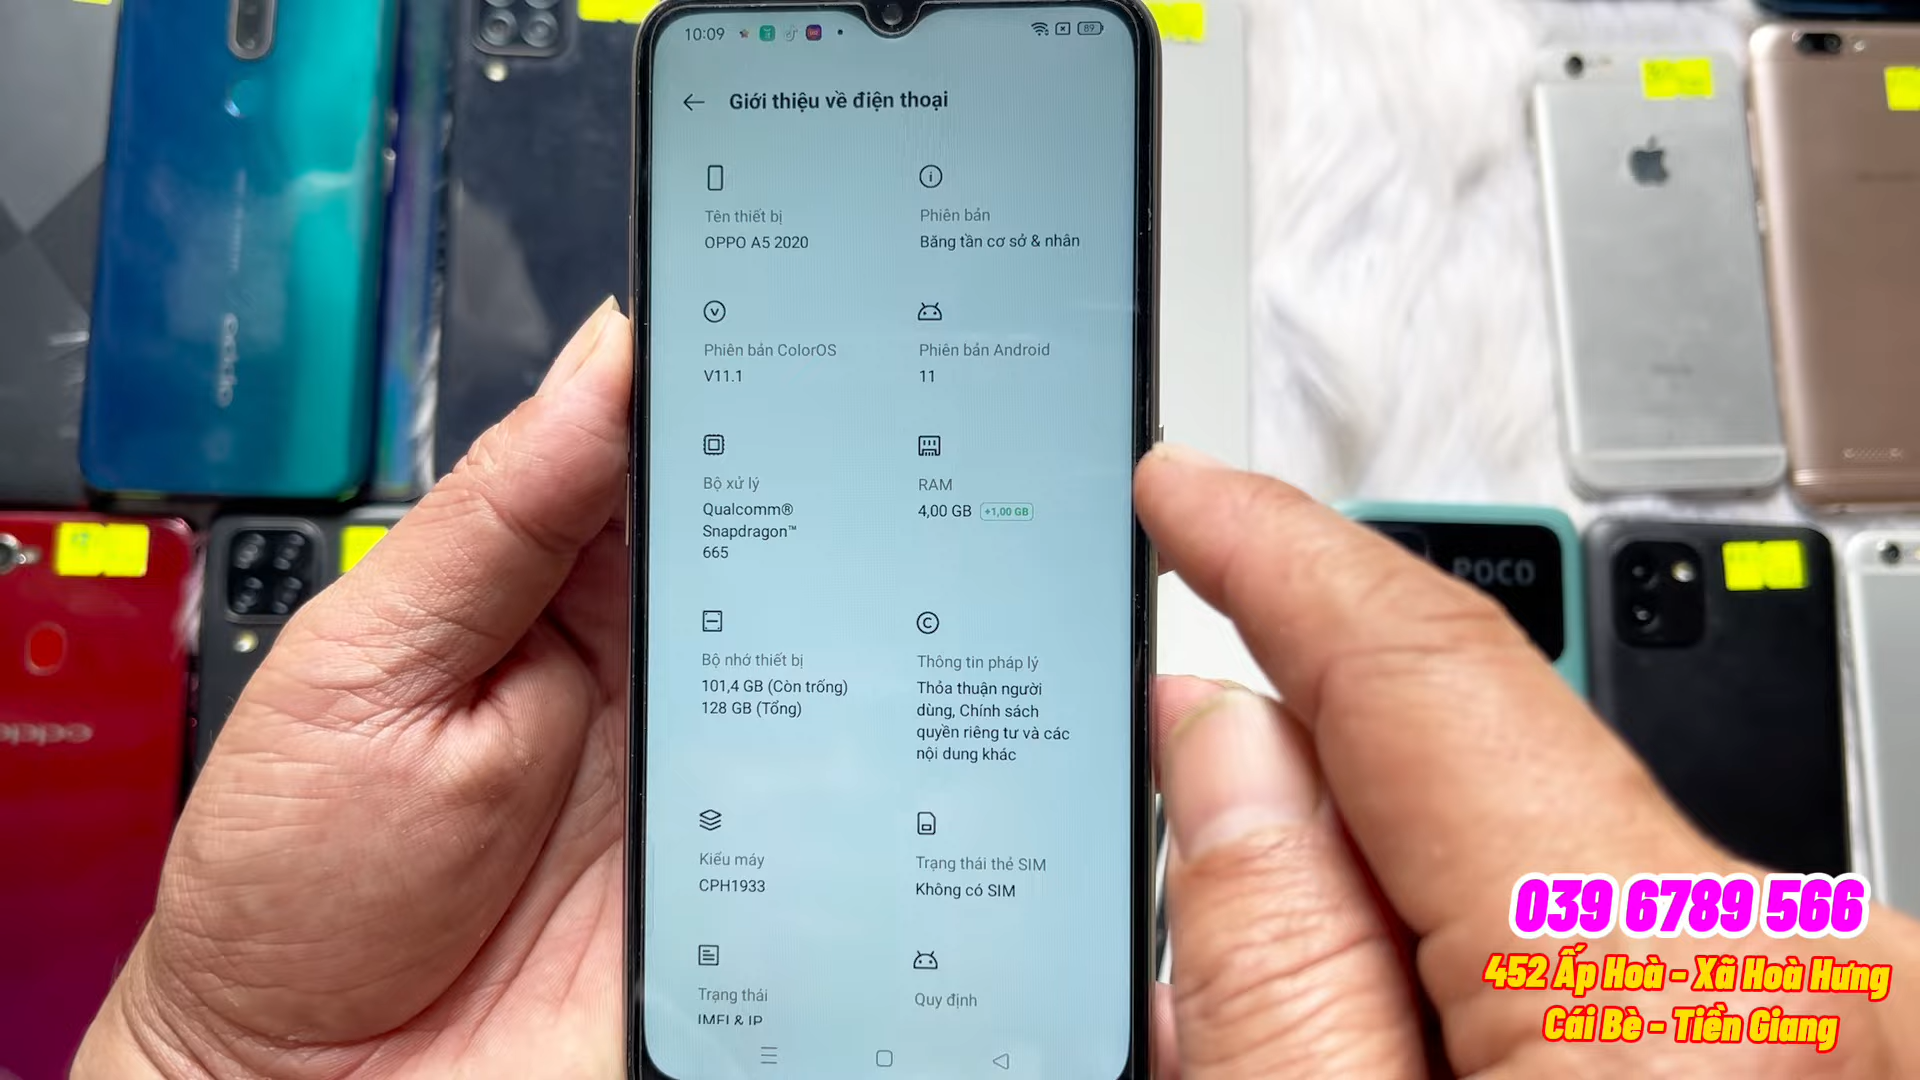 10:09
89
Giới thiệu về điện thoại
Tên thiết bị
OPPO A5 2020
Phiên bản
Băng tần cơ sở & nhân
Phiên bản ColorOS
V11.1
Phiên bản Android
11
Bộ xử lý
Qualcomm®
Snapdragon™
665
RAM
4,00 GB +1,00 GB
Bộ nhớ thiết bị
101,4 GB (Còn trống)
128 GB (Tổng)
Thông tin pháp lý
Thỏa thuận người
dùng, Chính sách
quyền riêng tư và các
nội dung khác
Kiểu máy
CPH1933
Trạng thái thẻ SIM
Không có SIM
Trạng thái
IMEI & IP
Quy định
oppo
oppo
POCO
039 6789 566
452 Ấp Hoà - Xã Hoà Hưng
Cái Bè - Tiền Giang